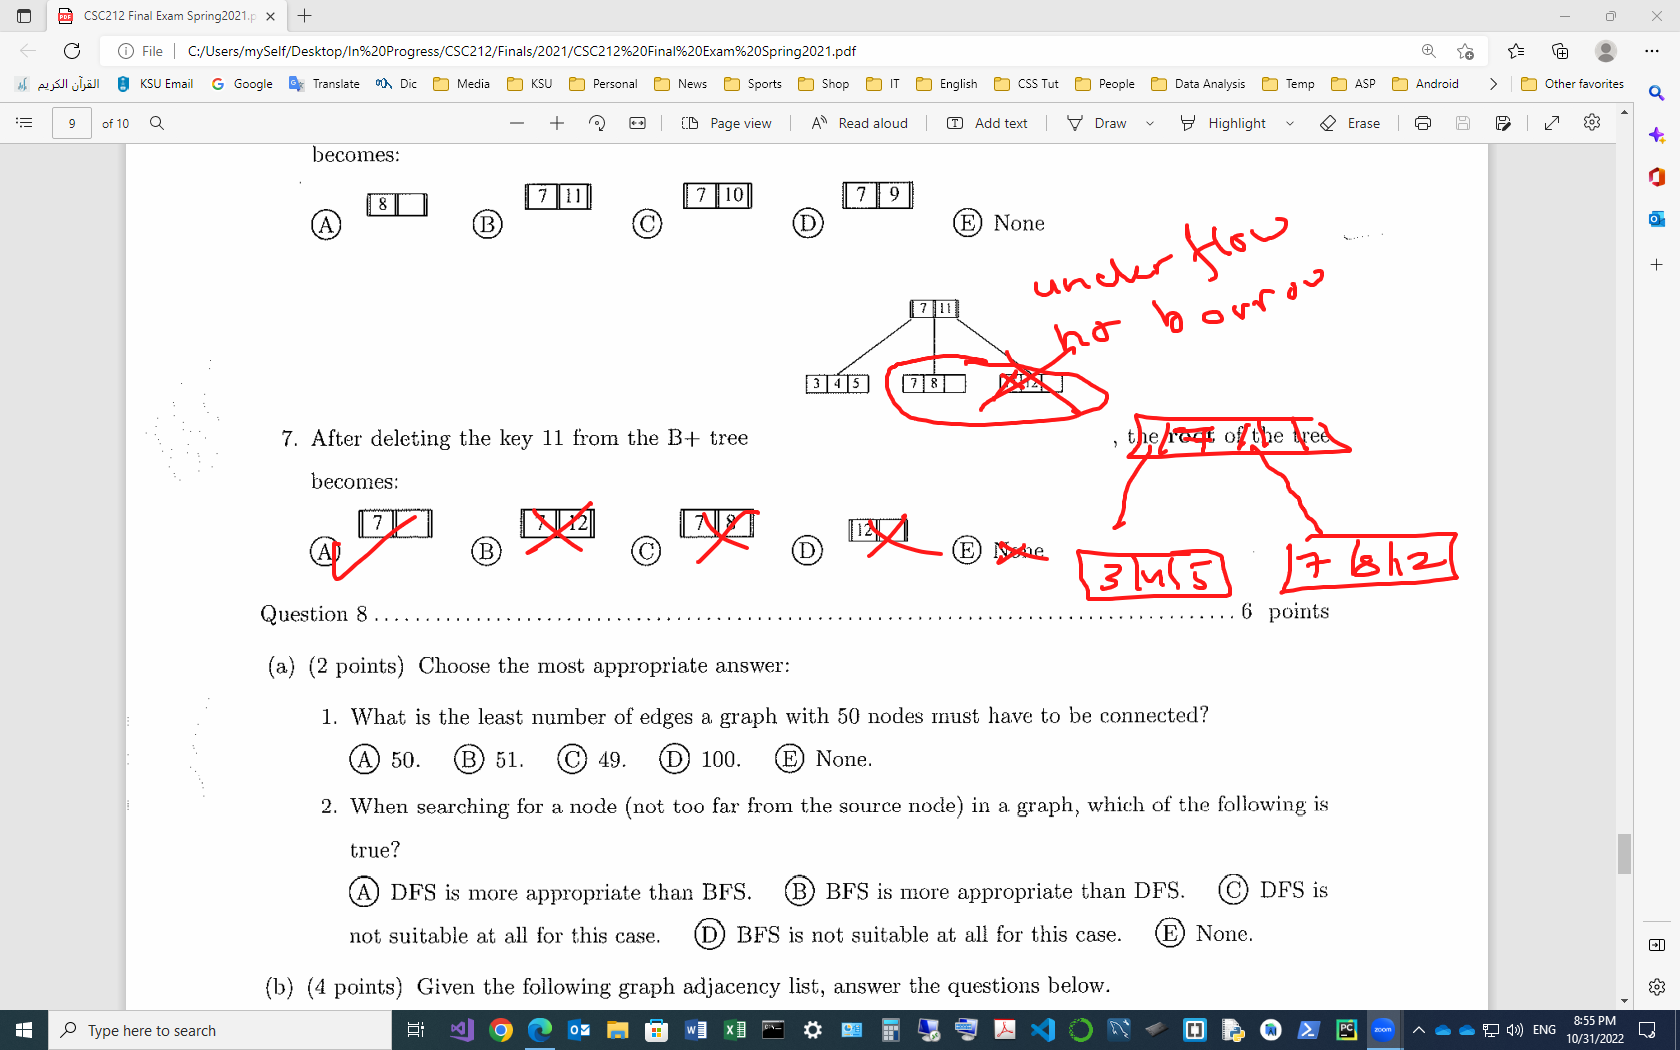 CSC212 Final Exam Spring2021.p
File C:/Users/mySelf/Desktop/In%20Progress/CSC212/Finals/2021/CSC212%20Final%20Exam%20Spring2021.pdf
القرآن الكريم KSU Email Google Translate Dic Media KSU Personal News Sports Shop IT English CSS Tut People Data Analysis Temp ASP Android Other favorites
9 of 10 Page view Read aloud Add text Draw Highlight Erase
becomes:
A 8 B 7 11 C 7 10 D 7 9 E None
under flow
not borrow
7 11
3 4 5 7 8 12
7. After deleting the key 11 from the B+ tree , the root of the tree
7
becomes:
A 7 B 7 12 C 7 8 D 12 E None
3 4 5 7 8 12
Question 8 6 points
(a) (2 points) Choose the most appropriate answer:
1. What is the least number of edges a graph with 50 nodes must have to be connected?
A 50. B 51. C 49. D 100. E None.
2. When searching for a node (not too far from the source node) in a graph, which of the following is
true?
A DFS is more appropriate than BFS. B BFS is more appropriate than DFS. C DFS is
not suitable at all for this case. D BFS is not suitable at all for this case. E None.
(b) (4 points) Given the following graph adjacency list, answer the questions below.
Type here to search
ENG
8:55 PM
10/31/2022